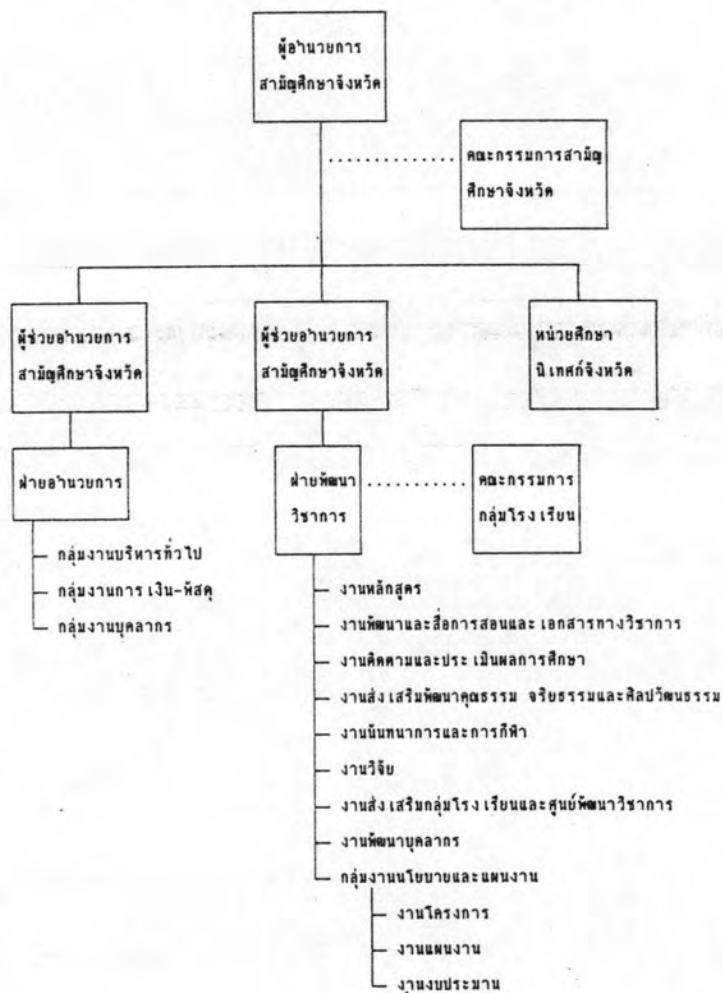 ผู้อำนวยการ
สามัญศึกษาจังหวัด
คณะกรรมการสามัญ
ศึกษาจังหวัด
ผู้ช่วยอำนวยการ
สามัญศึกษาจังหวัด
ผู้ช่วยอำนวยการ
สามัญศึกษาจังหวัด
หน่วยศึกษา
นิเทศก์จังหวัด
ฝ่ายอำนวยการ
กลุ่มงานบริหารทั่วไป
กลุ่มงานการเงิน-พัสดุ
กลุ่มงานบุคลากร
ฝ่ายพัฒนา
วิชาการ
คณะกรรมการ
กลุ่มโรงเรียน
งานหลักสูตร
งานพัฒนาและสื่อการสอนและเอกสารทางวิชาการ
งานติดตามและประเมินผลการศึกษา
งานส่งเสริมพัฒนาคุณธรรม จริยธรรมและศิลปวัฒนธรรม
งานนันทนาการและการกีฬา
งานวิจัย
งานส่งเสริมกลุ่มโรงเรียนและศูนย์พัฒนาวิชาการ
งานพัฒนาบุคลากร
กลุ่มงานนโยบายและแผนงาน
งานโครงการ
งานแผนงาน
งานงบประมาน